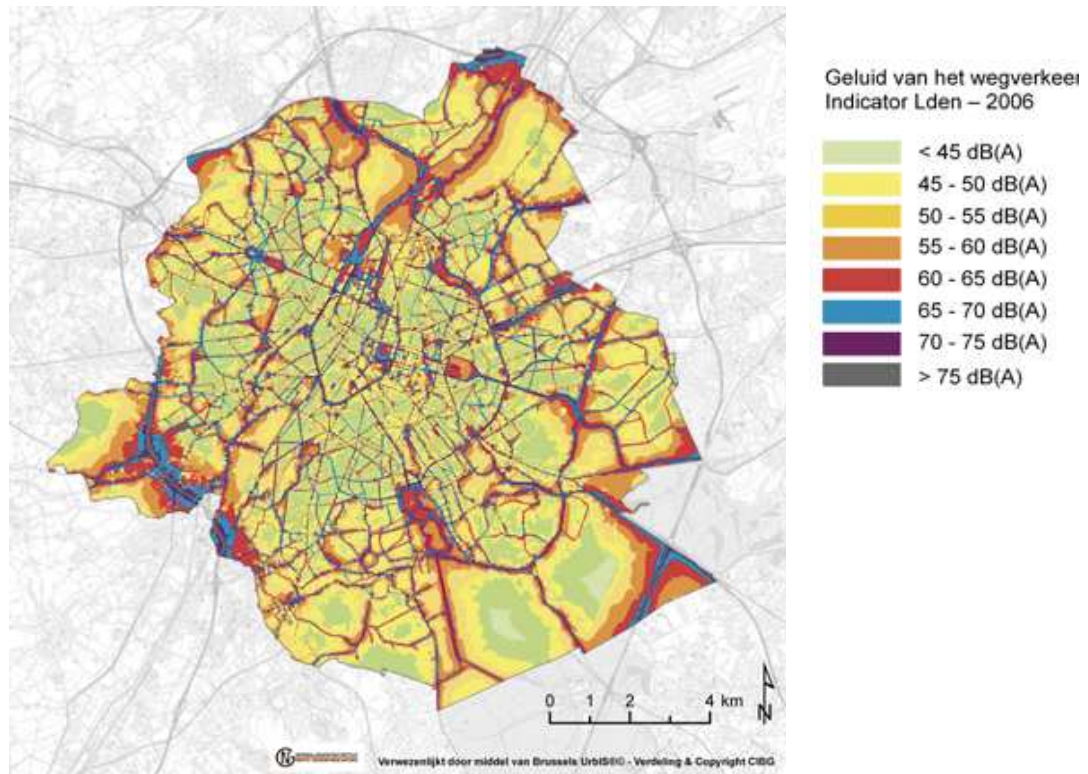 Geluid van het wegverkeer
Indicator Lden – 2006
< 45 dB(A)
45 - 50 dB(A)
50 - 55 dB(A)
55 - 60 dB(A)
60 - 65 dB(A)
65 - 70 dB(A)
70 - 75 dB(A)
> 75 dB(A)
0 1 2 4 km
N
Verwezenlijkt door middel van Brussels UrbIS®© - Verdeling & Copyright CIBG